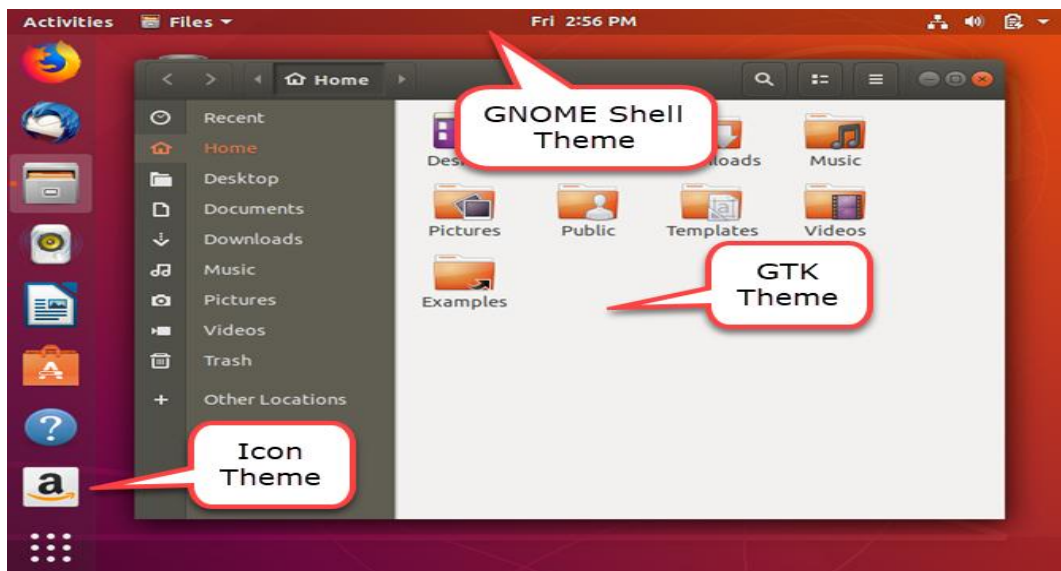 Activities
Files
Fri 2:56 PM
Home
Recent
Home
Desktop
Documents
Downloads
Music
Pictures
Videos
Trash
Other Locations
GNOME Shell
Theme
Music
Pictures
Public
Templates
Videos
Examples
GTK
Theme
Icon
Theme
a